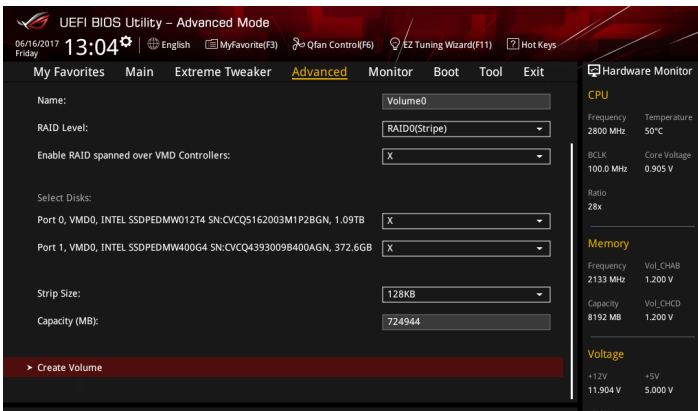 UEFI BIOS Utility – Advanced Mode
06/16/2017 Friday 13:04 English MyFavorite(F3) Qfan Control(F6) EZ Tuning Wizard(F11) ? Hot Keys
My Favorites Main Extreme Tweaker Advanced Monitor Boot Tool Exit
Name: Volume0
RAID Level: RAID0(Stripe)
Enable RAID spanned over VMD Controllers: X
Select Disks:
Port 0, VMD0, INTEL SSDPEDMW012T4 SN:CVCQ5162003M1P2BGN, 1.09TB X
Port 1, VMD0, INTEL SSDPEDMW400G4 SN:CVCQ4393009B400AGN, 372.6GB X
Strip Size: 128KB
Capacity (MB): 724944
Create Volume
Hardware Monitor
CPU
Frequency Temperature
2800 MHz 50°C
BCLK Core Voltage
100.0 MHz 0.905 V
Ratio
28x
Memory
Frequency Vol_CHAB
2133 MHz 1.200 V
Capacity Vol_CHCD
8192 MB 1.200 V
Voltage
+12V +5V
11.904 V 5.000 V